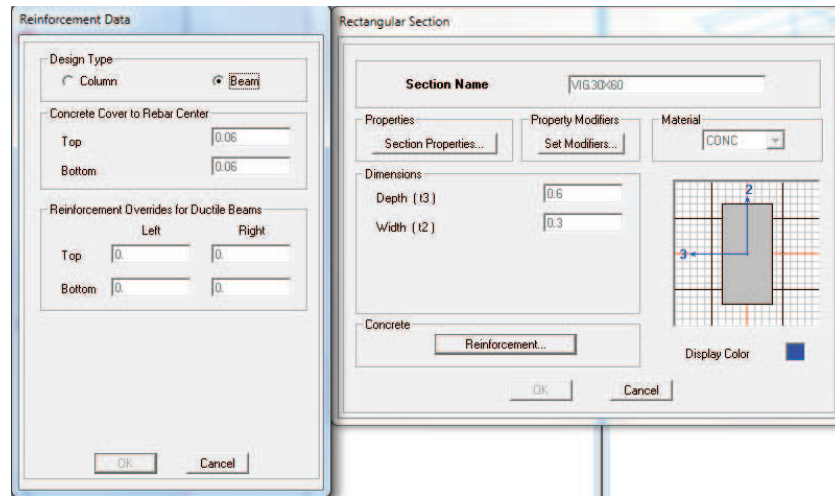 Reinforcement Data
Design Type
Column
Beam
Concrete Cover to Rebar Center
Top
0.06
Bottom
0.06
Reinforcement Overrides for Ductile Beams
Left
Right
Top
0.
0.
Bottom
0.
0.
OK
Cancel
Rectangular Section
Section Name
VIG30X60
Properties
Section Properties...
Property Modifiers
Set Modifiers...
Material
CONC
Dimensions
Depth ( t3 )
0.6
Width ( t2 )
0.3
2
3
Concrete
Reinforcement...
Display Color
OK
Cancel